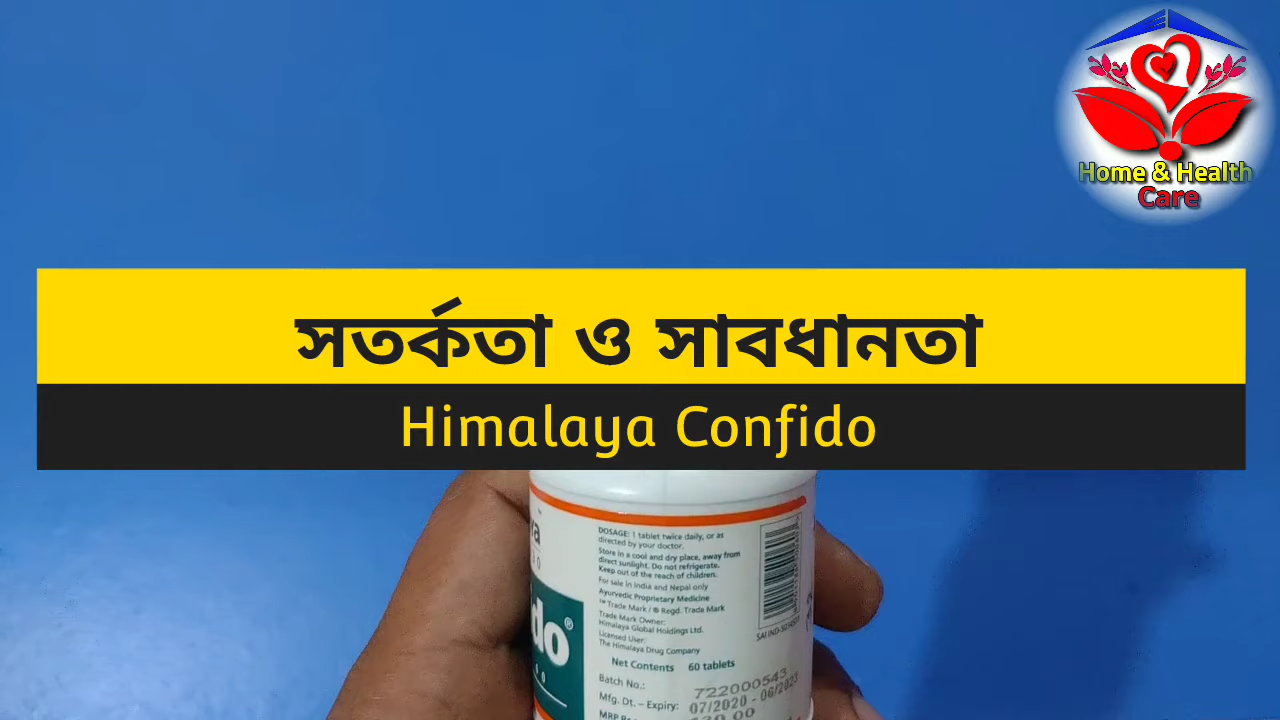 Home & Health
Care
সতর্কতা ও সাবধানতা
Himalaya Confido
DOSAGE: 1 tablet twice daily, or as
directed by your doctor.
Store in a cool and dry place, away from
direct sunlight. Do not refrigerate.
Keep out of the reach of children.
For sale in India and Nepal only
Ayurvedic Proprietary Medicine
™ Trade Mark / ® Regd. Trade Mark
Trade Mark Owner:
Himalaya Global Holdings Ltd.
Licensed User:
The Himalaya Drug Company
Net Contents 60 tablets
Batch No.: 722000543
Mfg. Dt. – Expiry: 07/2020 - 06/2023
do®